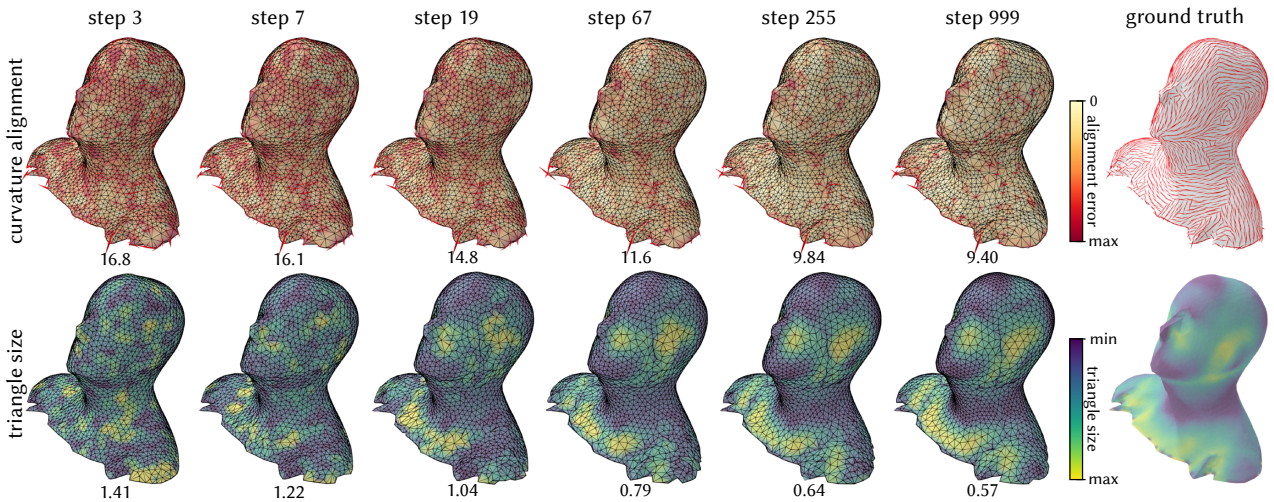 step 3 step 7 step 19 step 67 step 255 step 999 ground truth
curvature alignment
0
alignment error
max
16.8 16.1 14.8 11.6 9.84 9.40
triangle size
min
triangle size
max
1.41 1.22 1.04 0.79 0.64 0.57